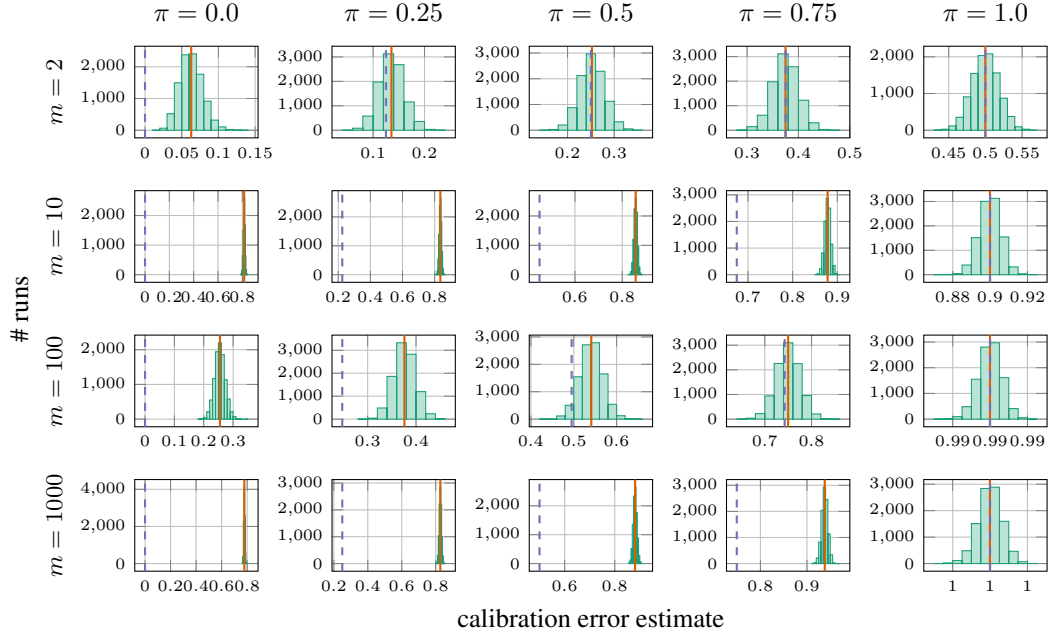 π = 0.0 π = 0.25 π = 0.5 π = 0.75 π = 1.0
m = 2
2,000 1,000 0
0 0.05 0.1 0.15
3,000 2,000 1,000 0
0.1 0.2
3,000 2,000 1,000 0
0.2 0.3
3,000 2,000 1,000 0
0.3 0.4 0.5
2,000 1,000 0
0.45 0.5 0.55
m = 10
2,000 1,000 0
0 0.20.40.60.8
2,000 1,000 0
0.2 0.4 0.6 0.8
2,000 1,000 0
0.6 0.8
3,000 2,000 1,000 0
0.7 0.8 0.9
3,000 2,000 1,000 0
0.88 0.9 0.92
# runs
m = 100
2,000 1,000 0
0 0.1 0.2 0.3
3,000 2,000 1,000 0
0.3 0.4
3,000 2,000 1,000 0
0.4 0.5 0.6
3,000 2,000 1,000 0
0.7 0.8
3,000 2,000 1,000 0
0.99 0.99 0.99
m = 1000
4,000 2,000 0
0 0.20.40.60.8
3,000 2,000 1,000 0
0.2 0.4 0.6 0.8
2,000 1,000 0
0.6 0.8
3,000 2,000 1,000 0
0.8 0.9
3,000 2,000 1,000 0
1 1 1
calibration error estimate